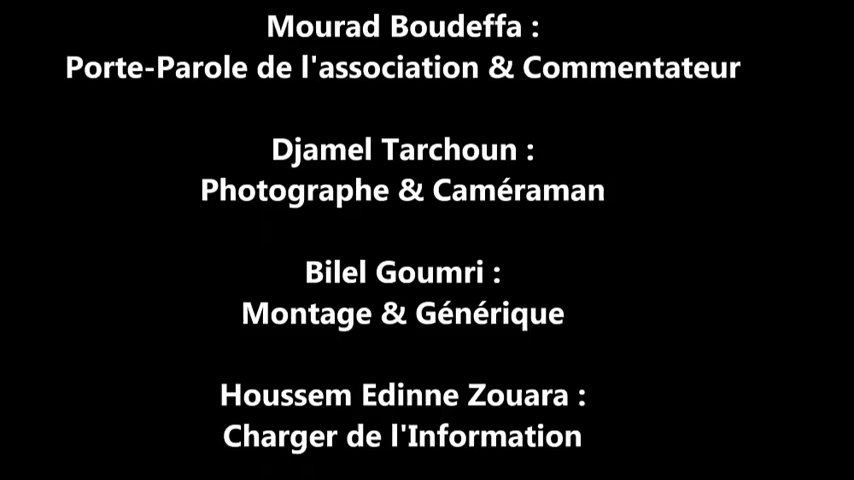 Mourad Boudeffa :
Porte-Parole de l'association & Commentateur
Djamel Tarchoun :
Photographe & Caméraman
Bilel Goumri :
Montage & Générique
Houssem Edinne Zouara :
Charger de l'Information